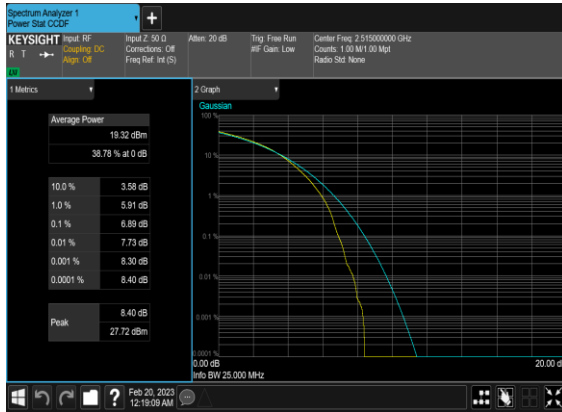 Spectrum Analyzer 1
Power Stat CCDF
+
KEYSIGHT
R T
LXI
Input: RF
Coupling: DC
Align: Off
Input Z: 50 Ω
Corrections: Off
Freq Ref: Int (S)
Atten: 20 dB
Trig: Free Run
#IF Gain: Low
Center Freq: 2.515000000 GHz
Counts: 1.00 M/1.00 Mpt
Radio Std: None
1 Metrics
Average Power
19.32 dBm
38.78 % at 0 dB
10.0 % 3.58 dB
1.0 % 5.91 dB
0.1 % 6.89 dB
0.01 % 7.73 dB
0.001 % 8.30 dB
0.0001 % 8.40 dB
Peak
8.40 dB
27.72 dBm
2 Graph
Gaussian
100 %
10 %
1 %
0.1 %
0.01 %
0.001 %
0.0001 %
0.00 dB
20.00 dB
Info BW 25.000 MHz
?
Feb 20, 2023
12:19:09 AM